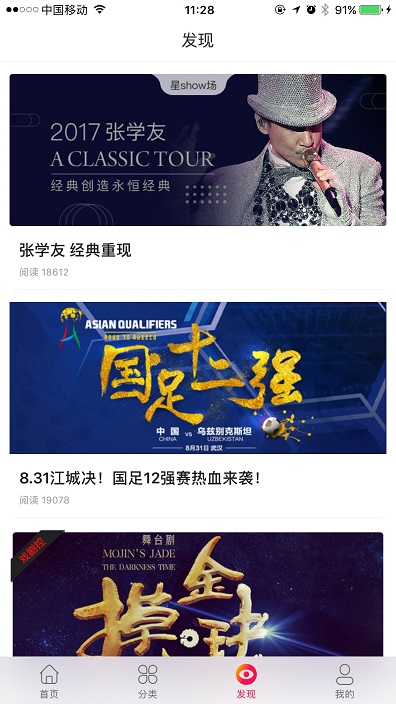 中国移动
11:28
91%
发现
星show场
2017 张学友
A CLASSIC TOUR
经典创造永恒经典
张学友 经典重现
阅读 18612
ASIAN QUALIFIERS
ROAD TO RUSSIA
国足十二强
中 国 VS 乌兹别克斯坦
CHINA UZBEKISTAN
8月31日 武汉
8.31江城决！国足12强赛热血来袭！
阅读 19078
戏剧控
舞台剧
MOJIN'S JADE
THE DARKNESS TIME
摸金玦
首页
分类
发现
我的